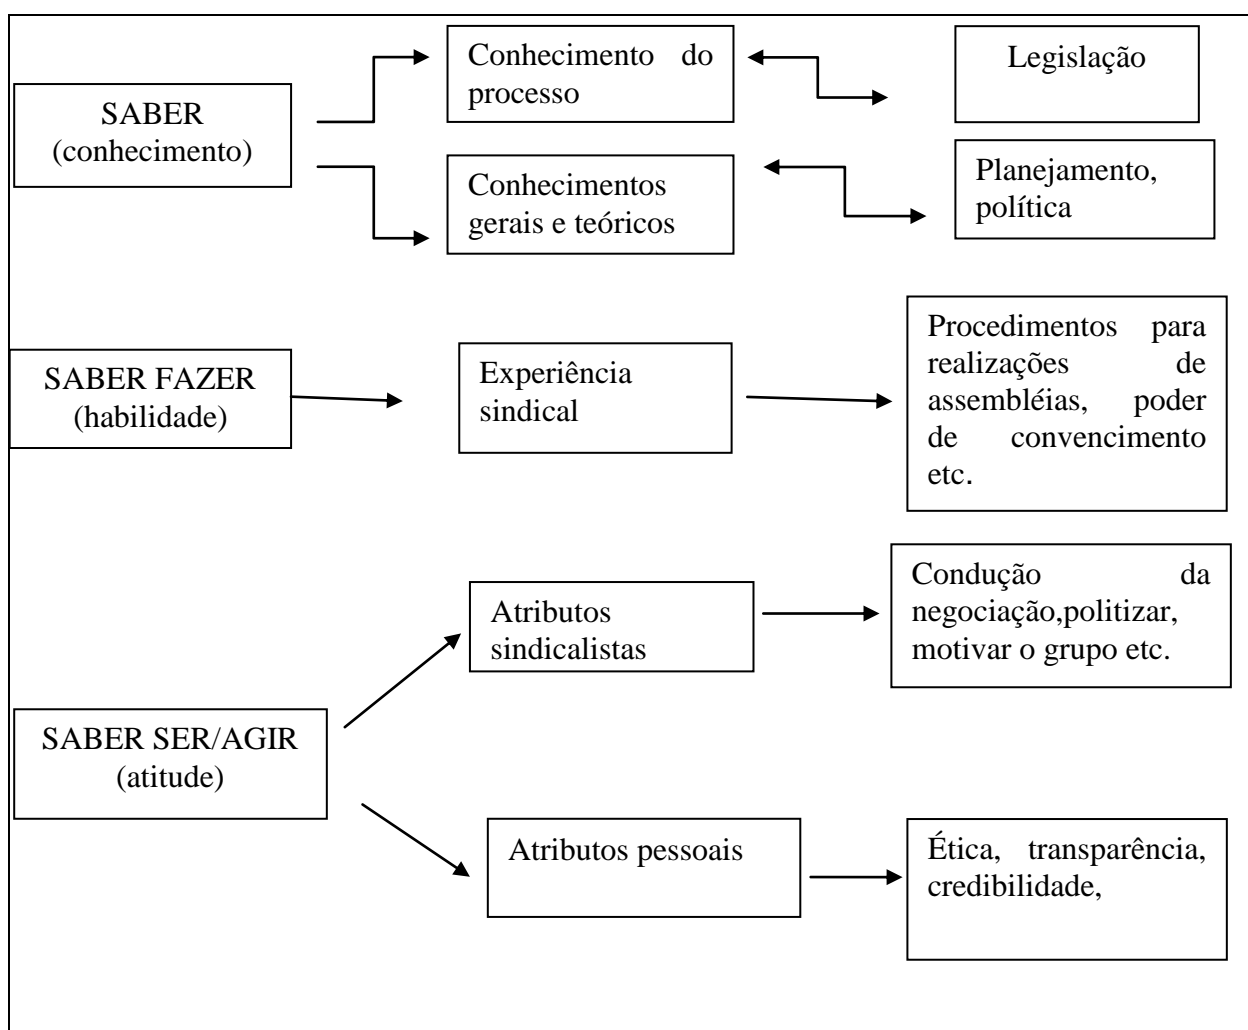 SABER
(conhecimento)
Conhecimento do
processo
Legislação
Conhecimentos
gerais e teóricos
Planejamento,
política
SABER FAZER
(habilidade)
Experiência
sindical
Procedimentos para
realizações de
assembléias, poder
de convencimento
etc.
SABER SER/AGIR
(atitude)
Atributos
sindicalistas
Condução da
negociação,politizar,
motivar o grupo etc.
Atributos pessoais
Ética, transparência,
credibilidade,